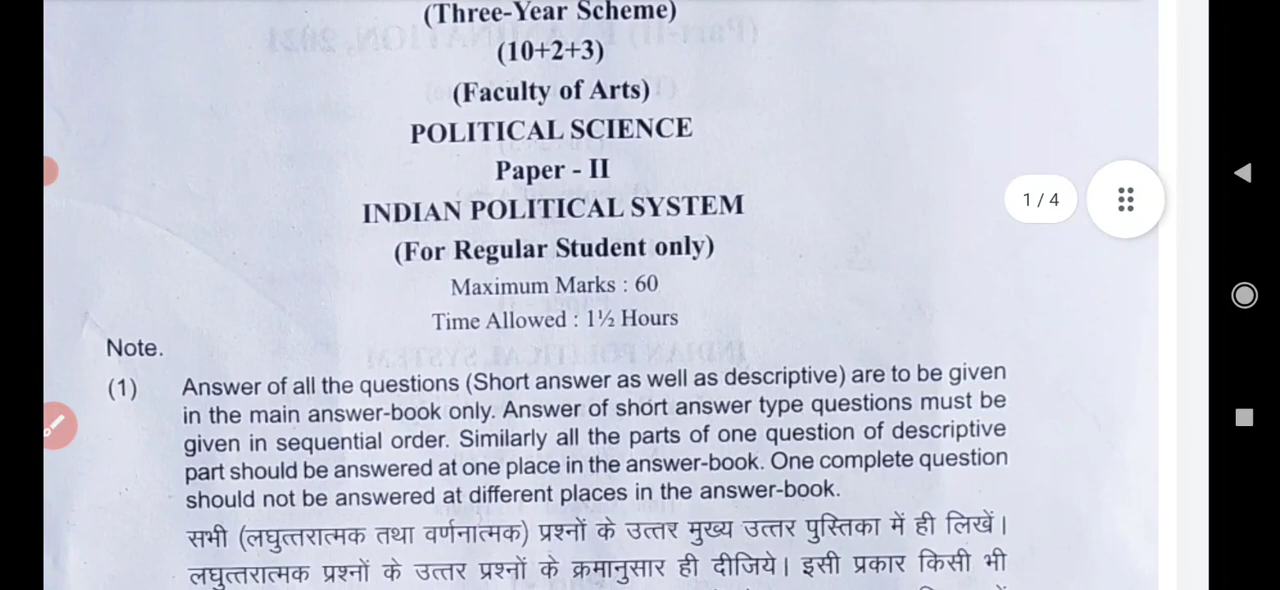 (Three-Year Scheme)
(10+2+3)
(Faculty of Arts)
POLITICAL SCIENCE
Paper - II
INDIAN POLITICAL SYSTEM
(For Regular Student only)
Maximum Marks : 60
Time Allowed : 1½ Hours
1 / 4
Note.
(1) Answer of all the questions (Short answer as well as descriptive) are to be given
in the main answer-book only. Answer of short answer type questions must be
given in sequential order. Similarly all the parts of one question of descriptive
part should be answered at one place in the answer-book. One complete question
should not be answered at different places in the answer-book.
सभी (लघुत्तरात्मक तथा वर्णनात्मक) प्रश्नों के उत्तर मुख्य उत्तर पुस्तिका में ही लिखें।
लघुत्तरात्मक प्रश्नों के उत्तर प्रश्नों के क्रमानुसार ही दीजिये। इसी प्रकार किसी भी